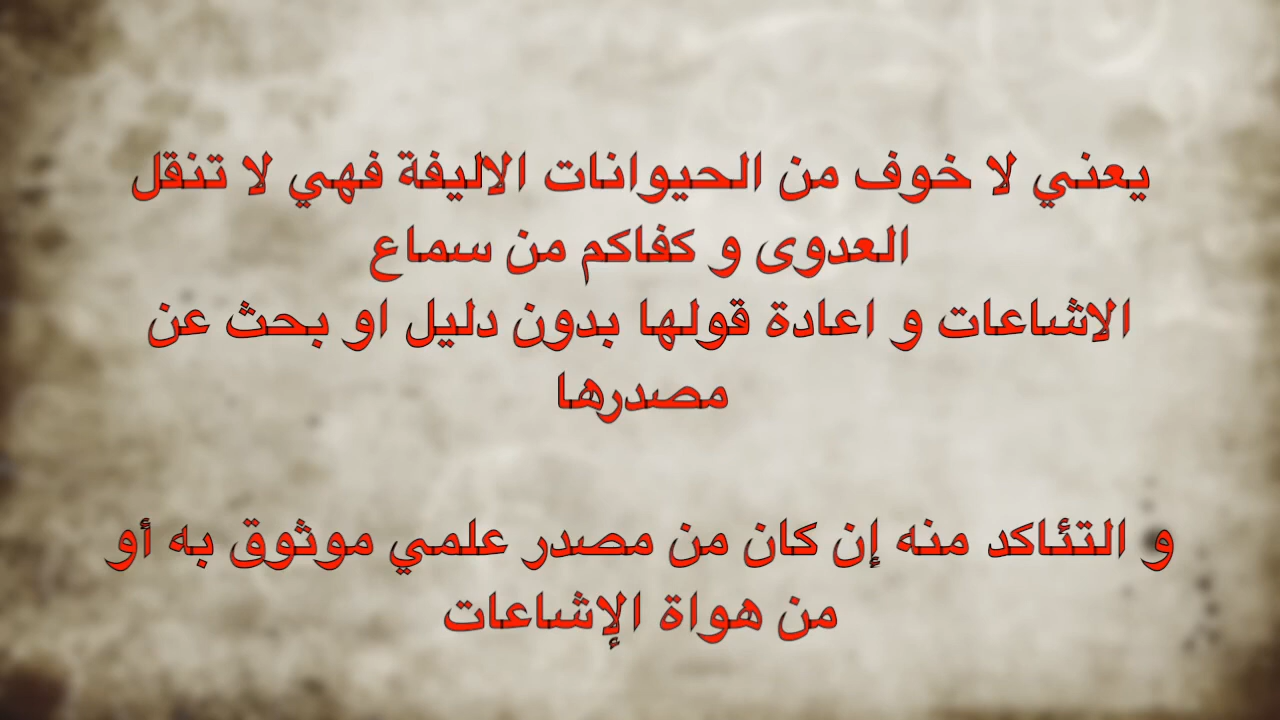 يعني لا خوف من الحيوانات الاليفة فهي لا تنقل
العدوى و كفاكم من سماع
الاشاعات و اعادة قولها بدون دليل او بحث عن
مصدرها
و التئاكد منه إن كان من مصدر علمي موثوق به أو
من هواة الإشاعات